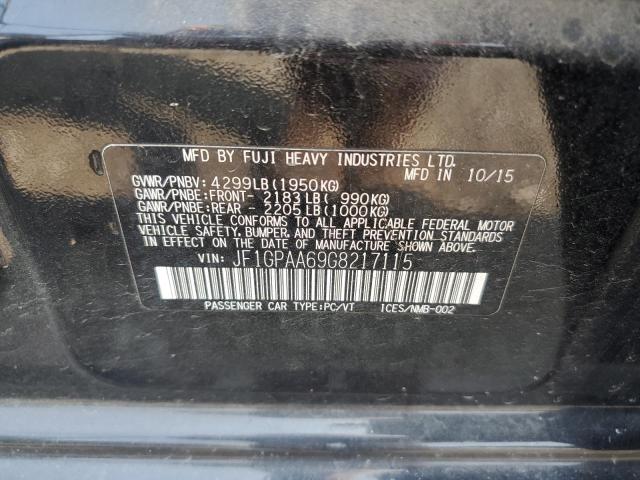 MFD BY FUJI HEAVY INDUSTRIES LTD.
MFD IN 10/15
GVWR/PNBV: 4299LB(1950KG)
GAWR/PNBE:FRONT- 2183LB( 990KG)
GAWR/PNBE:REAR - 2205LB(1000KG)
THIS VEHICLE CONFORMS TO ALL APPLICABLE FEDERAL MOTOR
VEHICLE SAFETY, BUMPER, AND THEFT PREVENTION STANDARDS
IN EFFECT ON THE DATE OF MANUFACTURE SHOWN ABOVE.
VIN: JF1GPAA69G8217115
PASSENGER CAR TYPE:PC/VT ICES/NMB-002